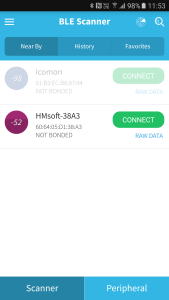 98% 11:53
BLE Scanner
Near By
History
Favorites
-98
Icomon
CONNECT
NOT BONDED
RAW DATA
-52
HMsoft-38A3
CONNECT
60:64:05:D1:38:A3
NOT BONDED
RAW DATA
Scanner
Peripheral